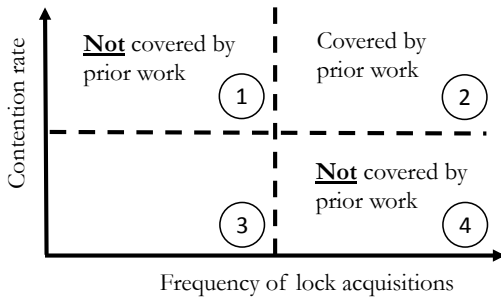 Contention rate
Not covered by
prior work
1
Covered by
prior work
2
3
Not covered by
prior work
4
Frequency of lock acquisitions